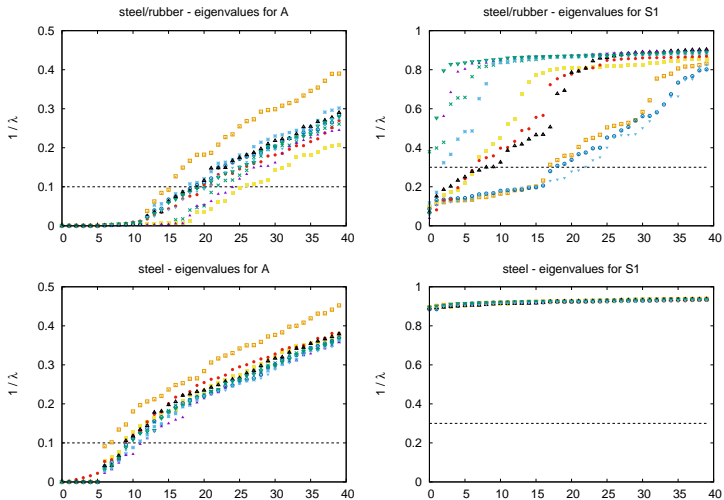 steel/rubber - eigenvalues for A
0.5
0.4
0.3
0.2
0.1
0
1 / λ
0 5 10 15 20 25 30 35 40
steel/rubber - eigenvalues for S1
1
0.8
0.6
0.4
0.2
0
1 / λ
0 5 10 15 20 25 30 35 40
steel - eigenvalues for A
0.5
0.4
0.3
0.2
0.1
0
1 / λ
0 5 10 15 20 25 30 35 40
steel - eigenvalues for S1
1
0.8
0.6
0.4
0.2
0
1 / λ
0 5 10 15 20 25 30 35 40